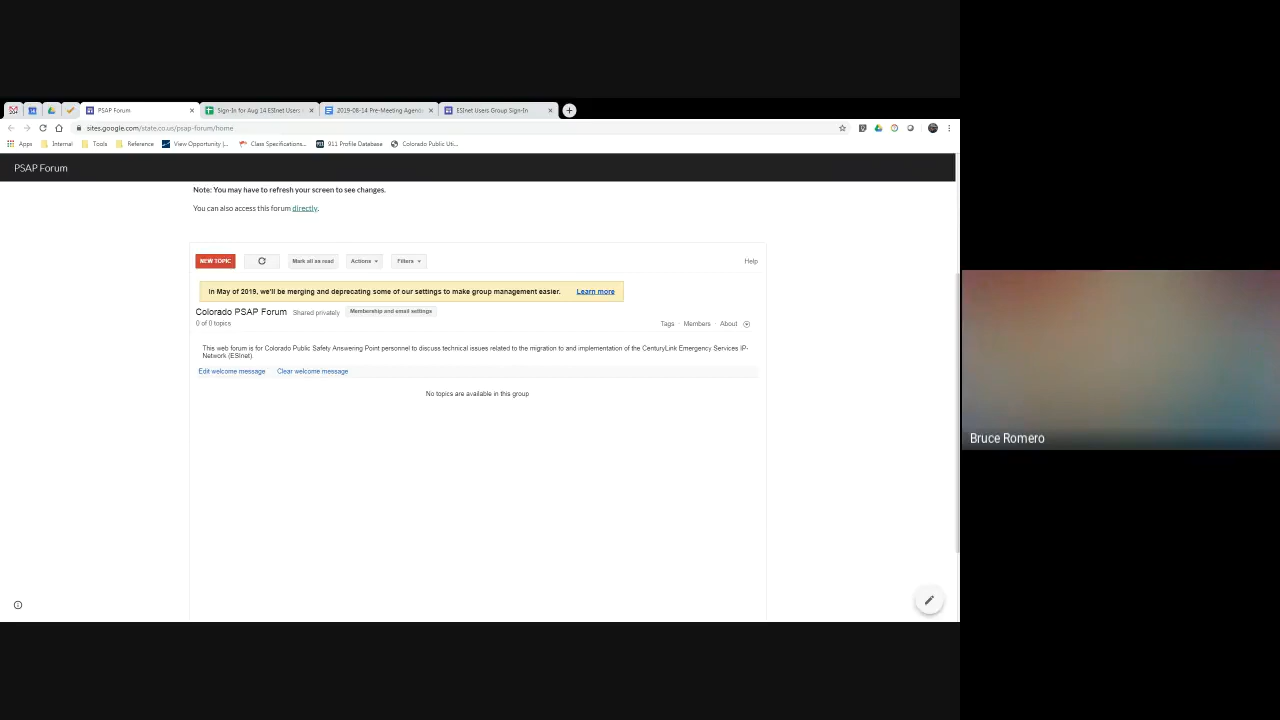 PSAP Forum
Sign-In for Aug 14 ESInet Users
2019-08-14 Pre-Meeting Agenda
ESInet Users Group Sign-In
sites.google.com/state.co.us/psap-forum/home
Apps
Internal
Tools
Reference
View Opportunity |...
Class Specifications...
911 Profile Database
Colorado Public Uti...
PSAP Forum
Note: You may have to refresh your screen to see changes.
You can also access this forum directly.
NEW TOPIC
Mark all as read
Actions
Filters
Help
In May of 2019, we'll be merging and deprecating some of our settings to make group management easier. Learn more
Colorado PSAP Forum Shared privately Membership and email settings
0 of 0 topics
Tags · Members · About
This web forum is for Colorado Public Safety Answering Point personnel to discuss technical issues related to the migration to and implementation of the CenturyLink Emergency Services IP-
Network (ESInet)
Edit welcome message Clear welcome message
No topics are available in this group
Bruce Romero